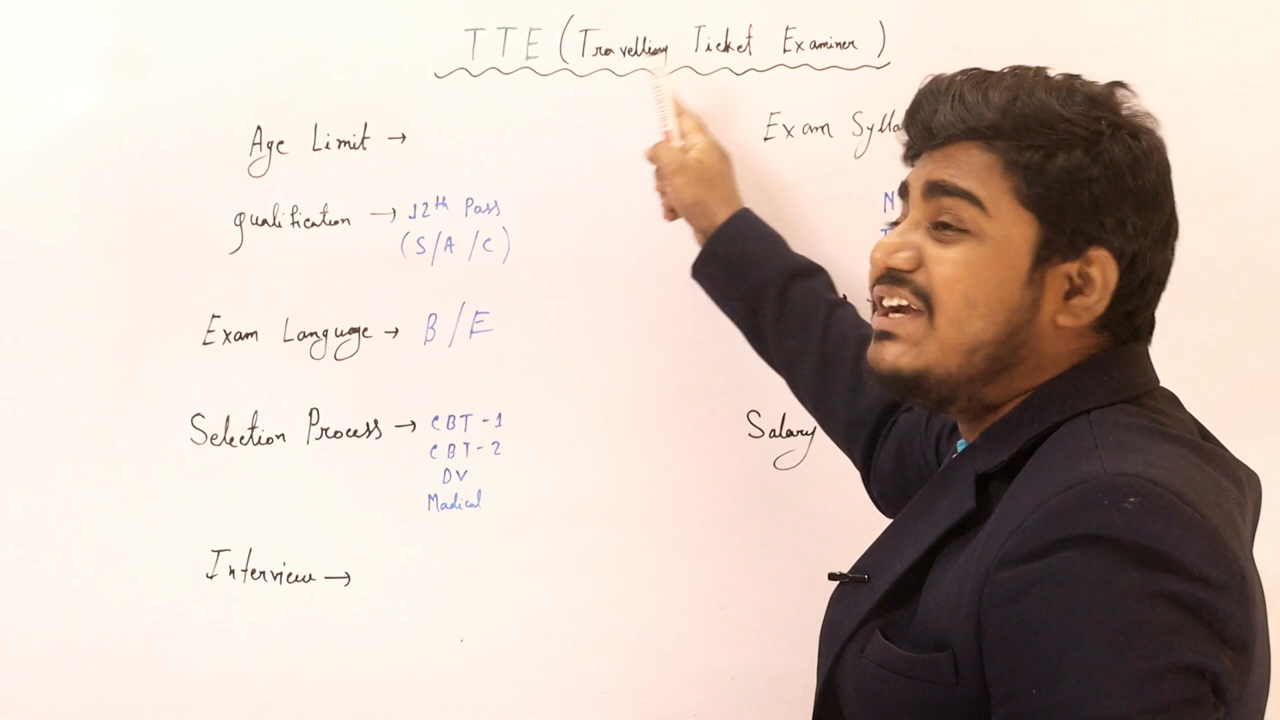 TTE (Travelling Ticket Examiner)
Age Limit →
qualification → 12th Pass
(S/A/C)
Exam Language → B/E
Selection Process → CBT-1
CBT-2
DV
Madical
Interview →
Exam
Salary